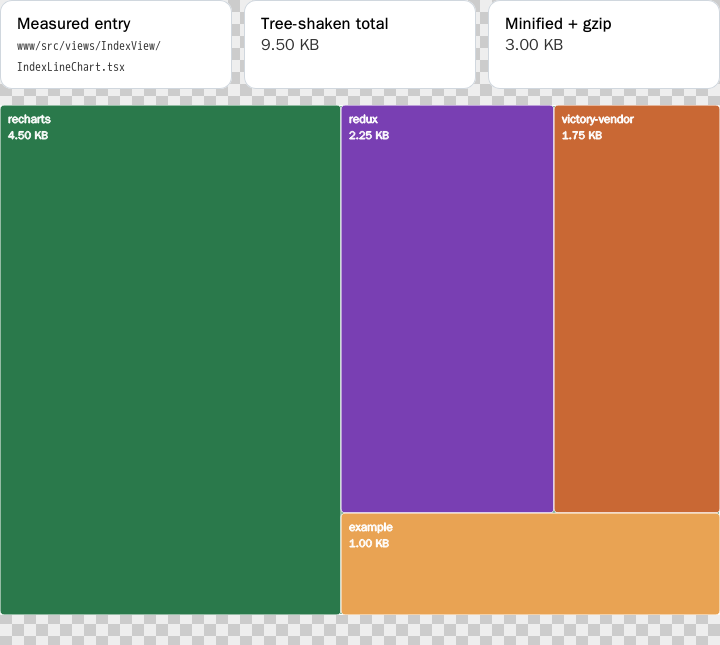 Measured entry
www/src/views/IndexView/
IndexLineChart.tsx
Tree-shaken total
9.50 KB
Minified + gzip
3.00 KB
recharts
4.50 KB
redux
2.25 KB
victory-vendor
1.75 KB
example
1.00 KB